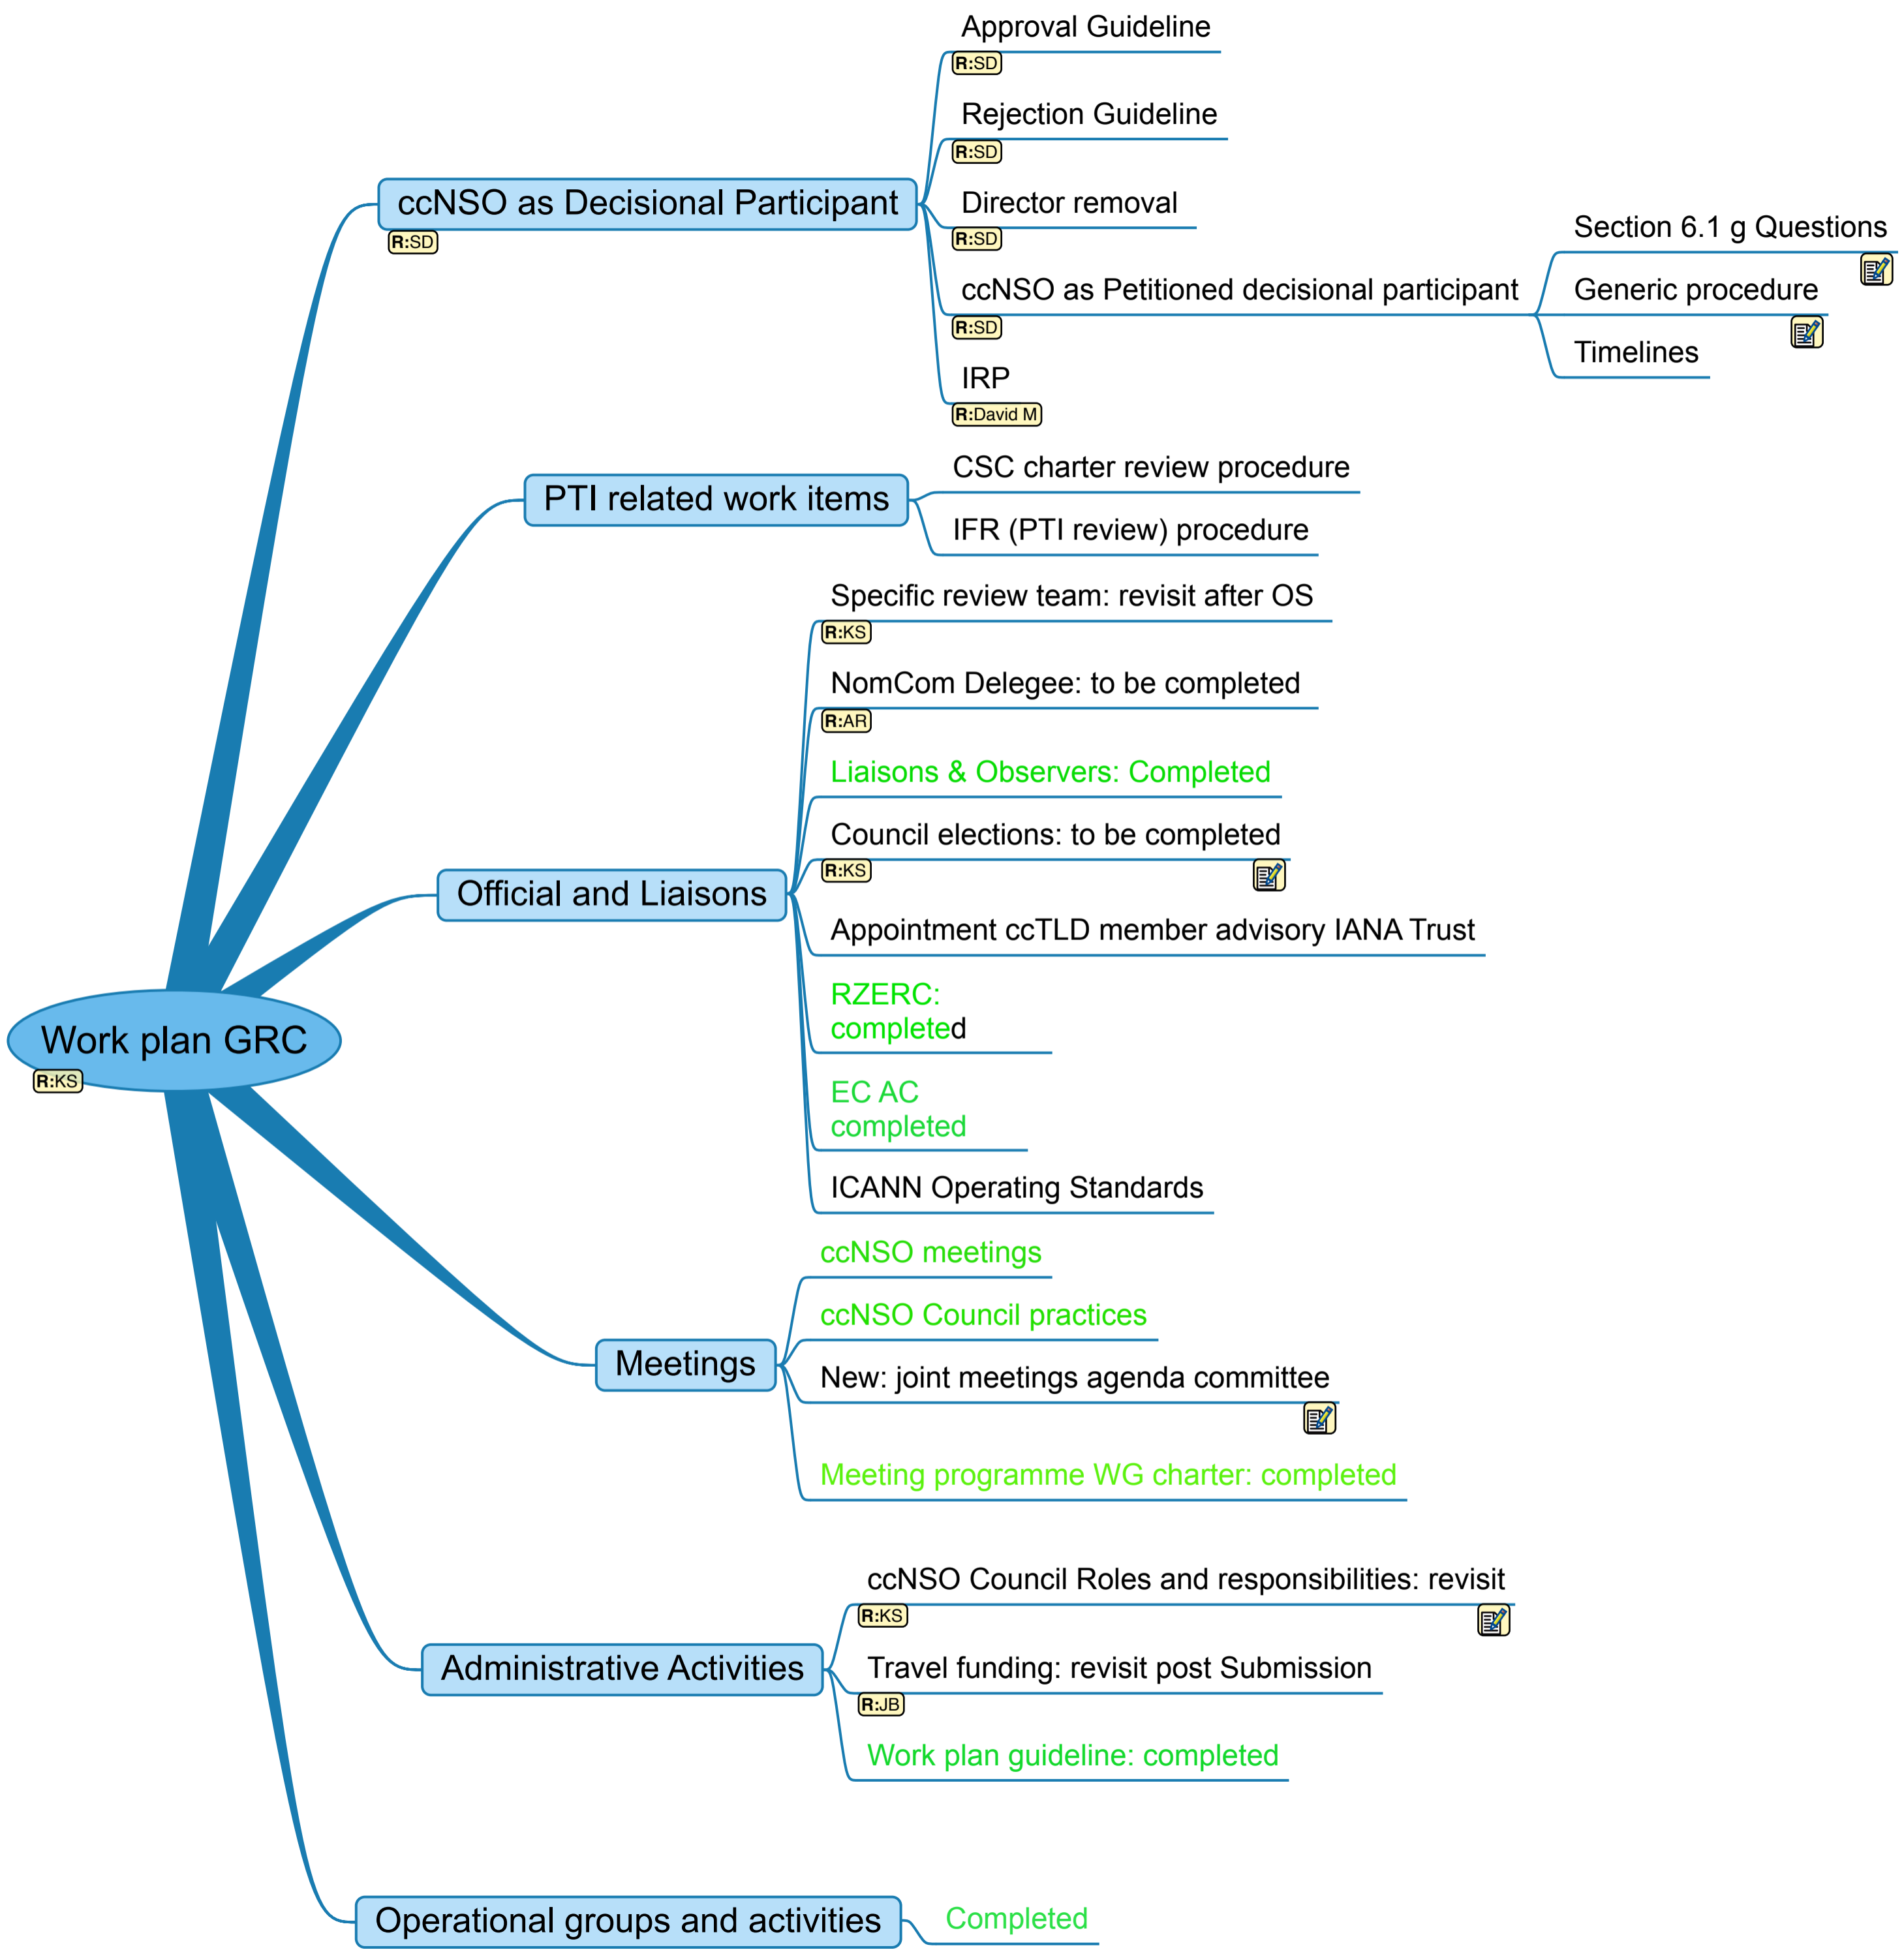 Approval Guideline
R:SD
Rejection Guideline
R:SD
Director removal
R:SD
ccNSO as Decisional Participant
R:SD
ccNSO as Petitioned decisional participant
R:SD
Section 6.1 g Questions
Generic procedure
Timelines
IRP
R:David M
PTI related work items
CSC charter review procedure
IFR (PTI review) procedure
Official and Liaisons
Specific review team: revisit after OS
R:KS
NomCom Delegee: to be completed
R:AR
Liaisons & Observers: Completed
Council elections: to be completed
R:KS
Appointment ccTLD member advisory IANA Trust
RZERC:
completed
EC AC
completed
ICANN Operating Standards
Work plan GRC
R:KS
Meetings
ccNSO meetings
ccNSO Council practices
New: joint meetings agenda committee
Meeting programme WG charter: completed
Administrative Activities
ccNSO Council Roles and responsibilities: revisit
R:KS
Travel funding: revisit post Submission
R:JB
Work plan guideline: completed
Operational groups and activities
Completed